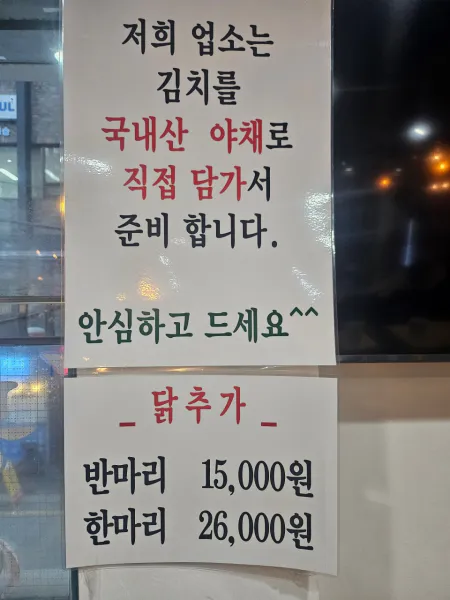 저희 업소는
김치를
국내산 야채로
직접 담가서
준비 합니다.
안심하고 드세요^^
_ 닭추가 _
반마리 15,000원
한마리 26,000원